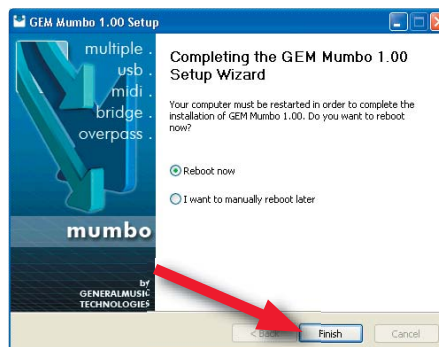 GEM Mumbo 1.00 Setup
multiple .
usb .
midi .
bridge .
overpass .
mumbo
by
GENERALMUSIC
TECHNOLOGIES
Completing the GEM Mumbo 1.00
Setup Wizard
Your computer must be restarted in order to complete the
installation of GEM Mumbo 1.00. Do you want to reboot
now?
Reboot now
I want to manually reboot later
< Back
Finish
Cancel